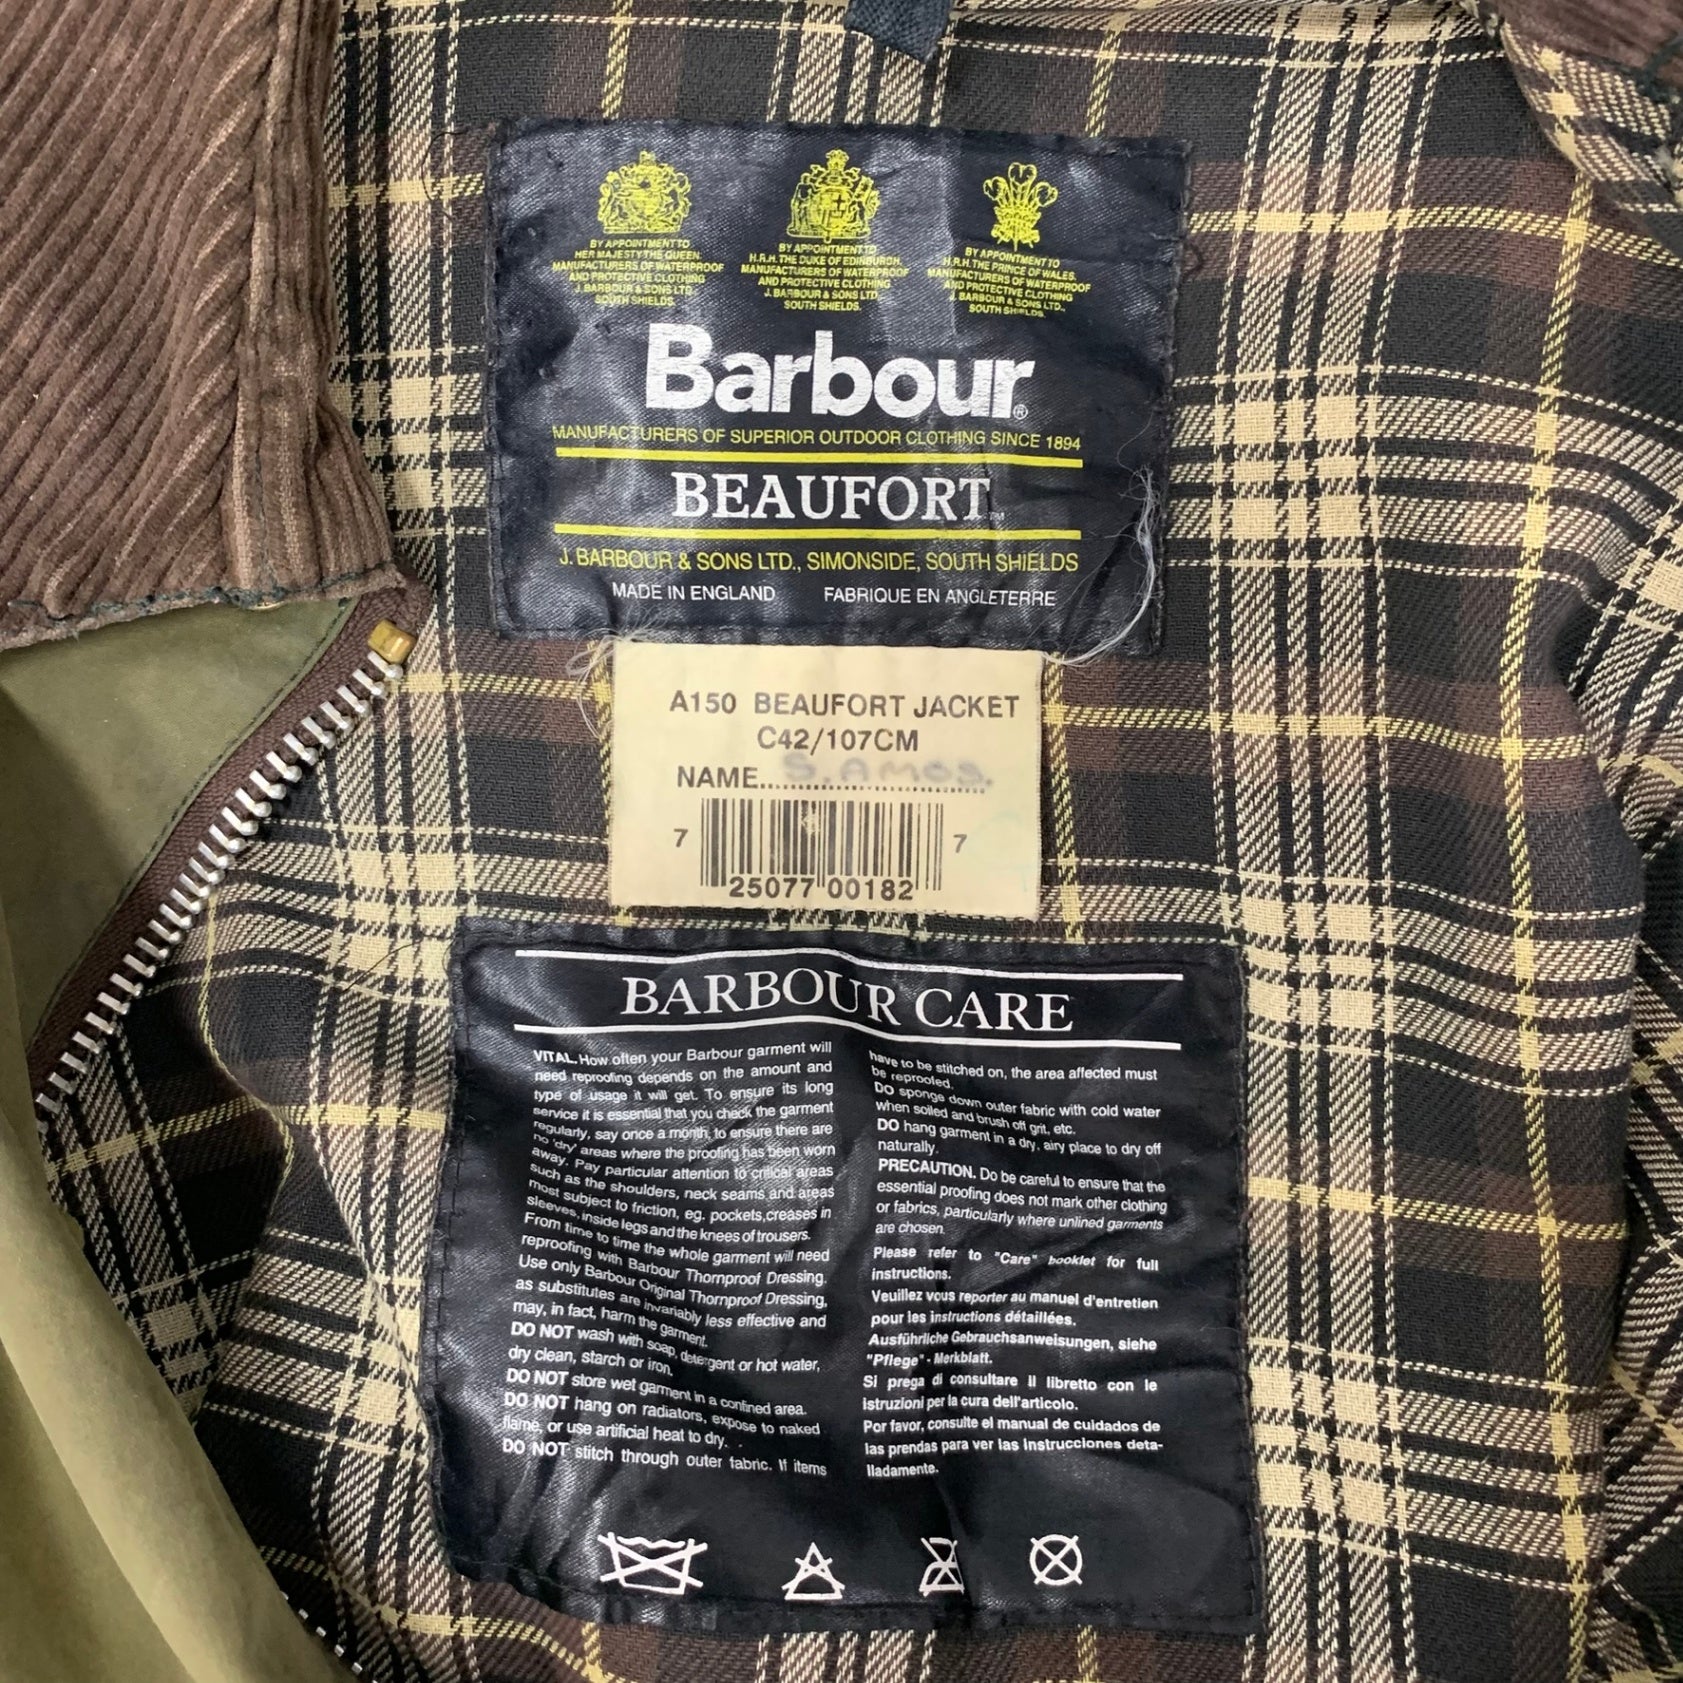 BY APPOINTMENT TO
HER MAJESTY THE QUEEN.
MANUFACTURERS OF WATERPROOF
AND PROTECTIVE CLOTHING
J. BARBOUR & SONS LTD.
SOUTH SHIELDS.
BY APPOINTMENT TO
H.R.H. THE DUKE OF EDINBURGH.
MANUFACTURERS OF WATERPROOF
AND PROTECTIVE CLOTHING
J. BARBOUR & SONS LTD.
SOUTH SHIELDS.
BY APPOINTMENT TO
H.R.H. THE PRINCE OF WALES.
MANUFACTURERS OF WATERPROOF
AND PROTECTIVE CLOTHING
J. BARBOUR & SONS LTD.,
SOUTH SHIELDS.
Barbour®
MANUFACTURERS OF SUPERIOR OUTDOOR CLOTHING SINCE 1894
BEAUFORT™
J. BARBOUR & SONS LTD., SIMONSIDE, SOUTH SHIELDS
MADE IN ENGLAND FABRIQUE EN ANGLETERRE
A150 BEAUFORT JACKET
C42/107CM
NAME.... S. AMOS.
7 25077 00182 7
BARBOUR CARE
VITAL. How often your Barbour garment will
need reproofing depends on the amount and
type of usage it will get. To ensure its long
service it is essential that you check the garment
regularly, say once a month, to ensure there are
no 'dry' areas where the proofing has been worn
away. Pay particular attention to critical areas
such as the shoulders, neck seams and areas
most subject to friction, eg. pockets, creases in
sleeves, inside legs and the knees of trousers.
From time to time the whole garment will need
reproofing with Barbour Thornproof Dressing.
Use only Barbour Original Thornproof Dressing,
as substitutes are invariably less effective and
may, in fact, harm the garment.
DO NOT wash with soap, detergent or hot water,
dry clean, starch or iron.
DO NOT store wet garment in a confined area.
DO NOT hang on radiators, expose to naked
flame, or use artificial heat to dry.
DO NOT stitch through outer fabric. If items
have to be stitched on, the area affected must
be reproofed.
DO sponge down outer fabric with cold water
when soiled and brush off grit, etc.
DO hang garment in a dry, airy place to dry off
naturally.
PRECAUTION. Do be careful to ensure that the
essential proofing does not mark other clothing
or fabrics, particularly where unlined garments
are chosen.
Please refer to "Care" booklet for full
instructions.
Veuillez vous reporter au manuel d'entretien
pour les instructions détaillées.
Ausführliche Gebrauchsanweisungen, siehe
"Pflege" - Merkblatt.
Si prega di consultare il libretto con le
istruzioni per la cura dell'articolo.
Por favor, consulte el manual de cuidados de
las prendas para ver las instrucciones deta-
lladamente.